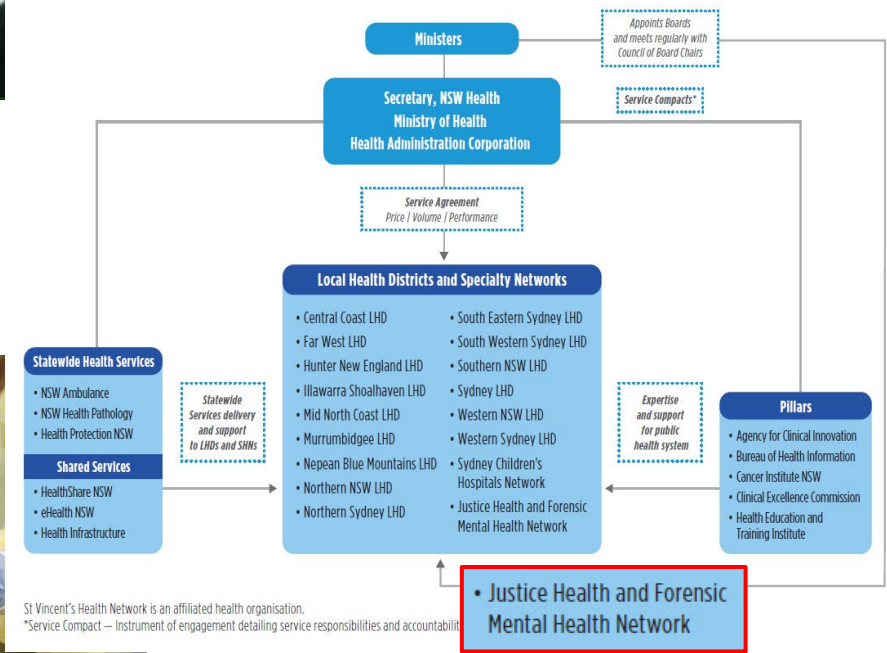 Ministers
Appoints Boards
and meets regularly with
Council of Board Chairs
Secretary, NSW Health
Ministry of Health
Health Administration Corporation
Service Compacts*
Service Agreement
Price | Volume | Performance
Local Health Districts and Specialty Networks
• Central Coast LHD
• Far West LHD
• Hunter New England LHD
• Illawarra Shoalhaven LHD
• Mid North Coast LHD
• Murrumbidgee LHD
• Nepean Blue Mountains LHD
• Northern NSW LHD
• Northern Sydney LHD
• South Eastern Sydney LHD
• South Western Sydney LHD
• Southern NSW LHD
• Sydney LHD
• Western NSW LHD
• Western Sydney LHD
• Sydney Children's
Hospitals Network
• Justice Health and Forensic
Mental Health Network
Statewide Health Services
• NSW Ambulance
• NSW Health Pathology
• Health Protection NSW
Shared Services
• HealthShare NSW
• eHealth NSW
• Health Infrastructure
Statewide
Services delivery
and support
to LHDs and SHNs
Expertise
and support
for public
health system
Pillars
• Agency for Clinical Innovation
• Bureau of Health Information
• Cancer Institute NSW
• Clinical Excellence Commission
• Health Education and
Training Institute
St Vincent's Health Network is an affiliated health organisation.
*Service Compact — Instrument of engagement detailing service responsibilities and accountabilit
• Justice Health and Forensic
Mental Health Network